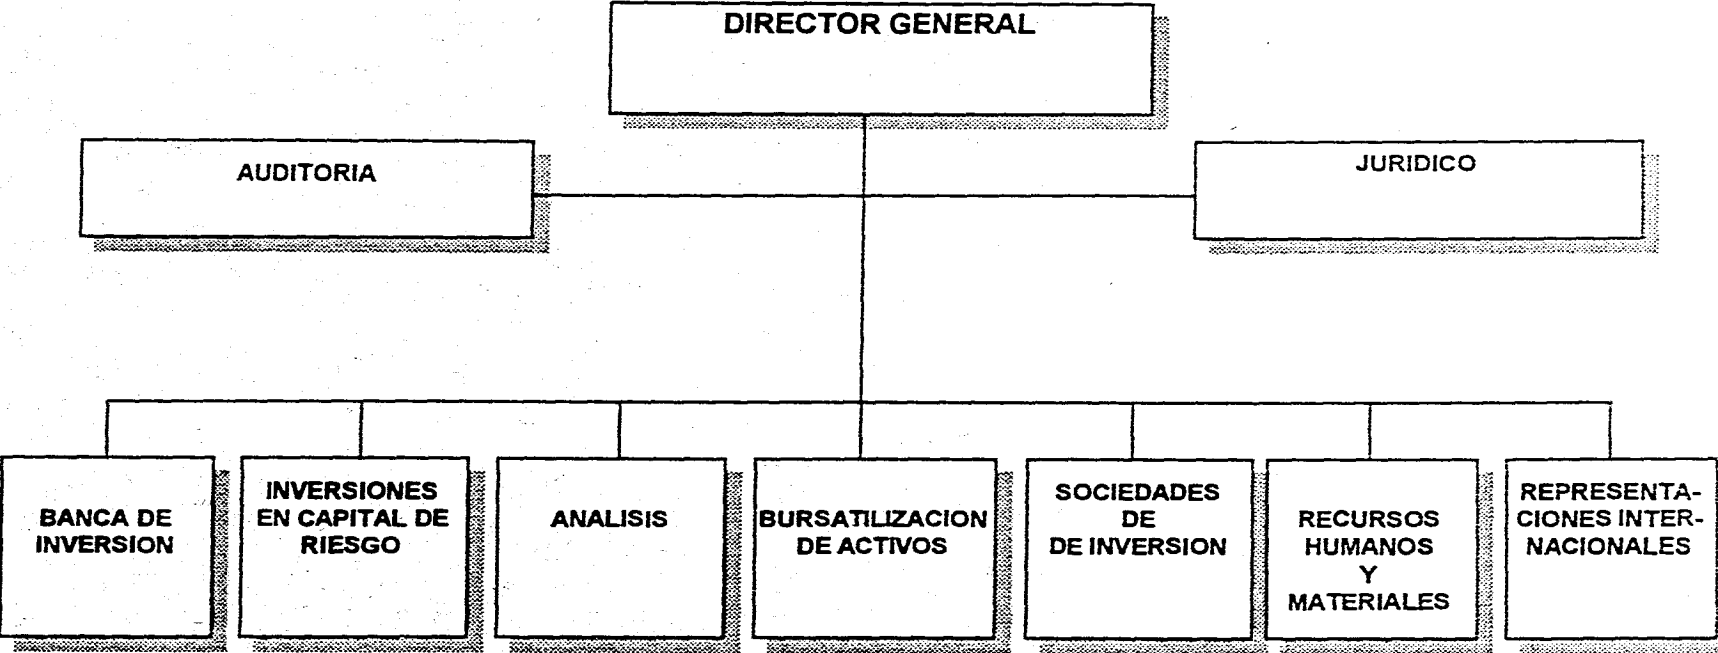 DIRECTOR GENERAL
AUDITORIA
JURIDICO
BANCA DE
INVERSION
INVERSIONES
EN CAPITAL DE
RIESGO
ANALISIS
BURSATILIZACION
DE ACTIVOS
SOCIEDADES
DE
DE INVERSION
RECURSOS
HUMANOS
Y
MATERIALES
REPRESENTA-
CIONES INTER-
NACIONALES